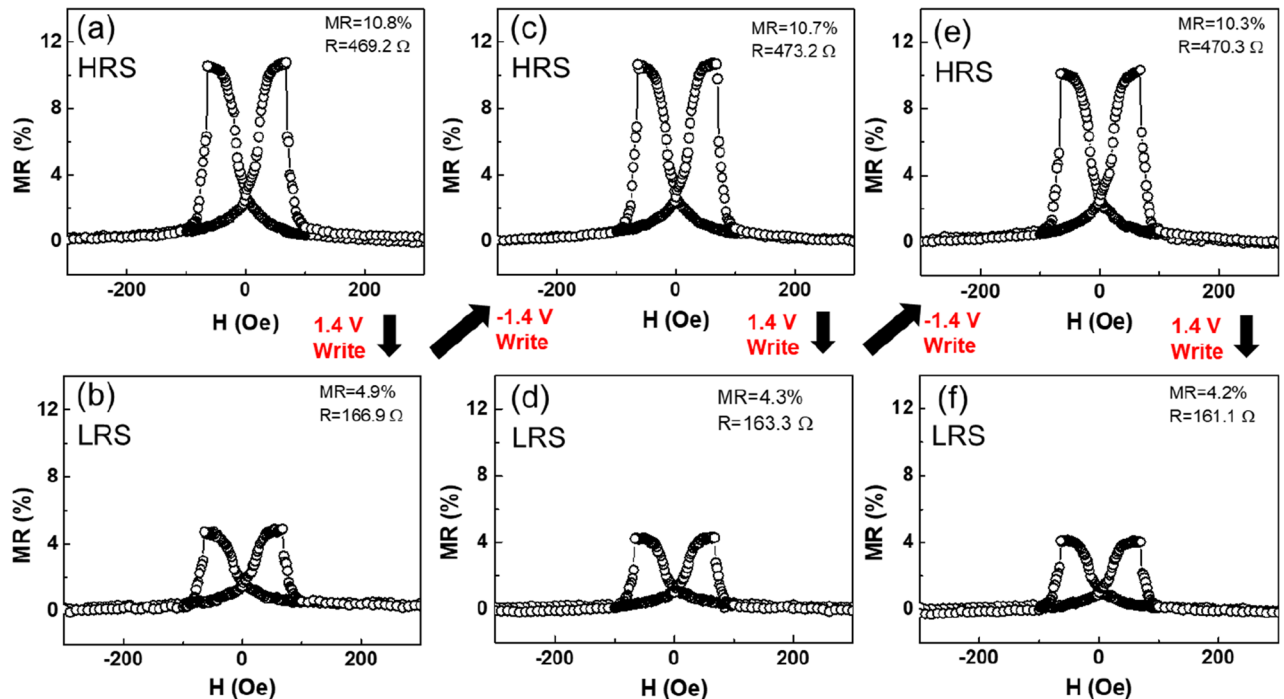 (a)
HRS
MR=10.8%
R=469.2 Ω
12
8
4
0
MR (%)
-200
0
200
H (Oe)
(c)
HRS
MR=10.7%
R=473.2 Ω
12
8
4
0
MR (%)
-200
0
200
H (Oe)
(e)
HRS
MR=10.3%
R=470.3 Ω
12
8
4
0
MR (%)
-200
0
200
H (Oe)
1.4 V
Write
-1.4 V
Write
1.4 V
Write
-1.4 V
Write
1.4 V
Write
(b)
LRS
MR=4.9%
R=166.9 Ω
12
8
4
0
MR (%)
-200
0
200
H (Oe)
(d)
LRS
MR=4.3%
R=163.3 Ω
12
8
4
0
MR (%)
-200
0
200
H (Oe)
(f)
LRS
MR=4.2%
R=161.1 Ω
12
8
4
0
MR (%)
-200
0
200
H (Oe)